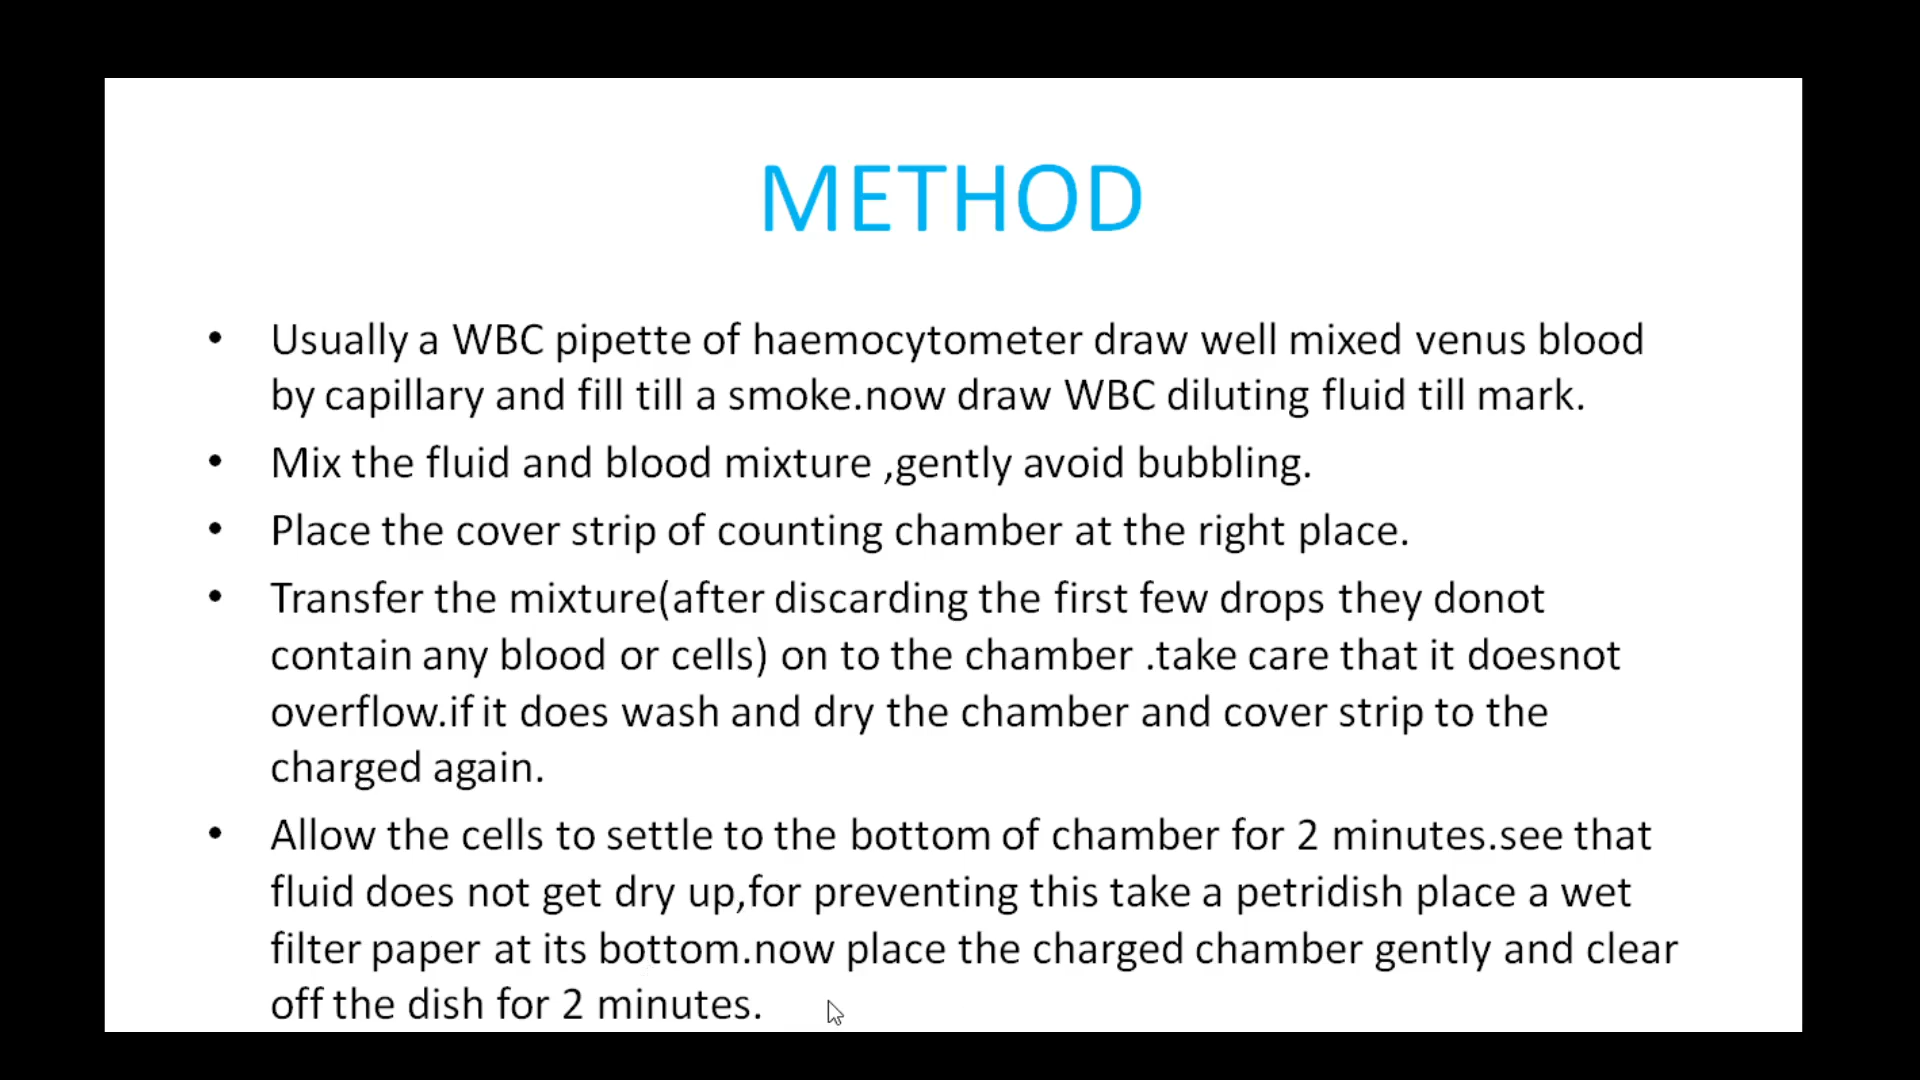 METHOD
• Usually a WBC pipette of haemocytometer draw well mixed venus blood
by capillary and fill till a smoke.now draw WBC diluting fluid till mark.
• Mix the fluid and blood mixture ,gently avoid bubbling.
• Place the cover strip of counting chamber at the right place.
• Transfer the mixture(after discarding the first few drops they donot
contain any blood or cells) on to the chamber .take care that it doesnot
overflow.if it does wash and dry the chamber and cover strip to the
charged again.
• Allow the cells to settle to the bottom of chamber for 2 minutes.see that
fluid does not get dry up,for preventing this take a petridish place a wet
filter paper at its bottom.now place the charged chamber gently and clear
off the dish for 2 minutes.